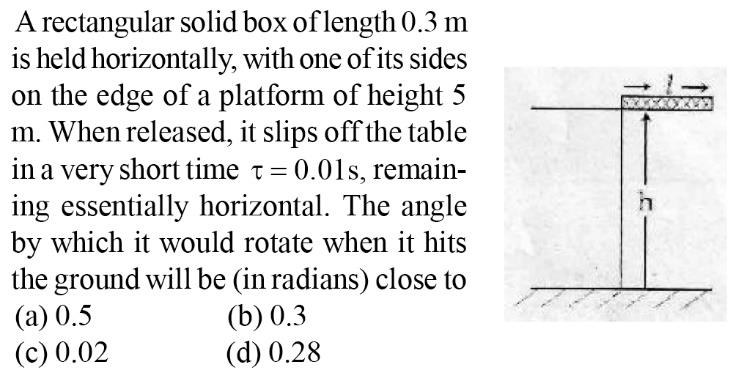 A rectangular solid box of length 0.3 m
is held horizontally, with one of its sides
on the edge of a platform of height 5
m. When released, it slips off the table
in a very short time τ = 0.01s, remain-
ing essentially horizontal. The angle
by which it would rotate when it hits
the ground will be (in radians) close to
(a) 0.5 (b) 0.3
(c) 0.02 (d) 0.28
l
h